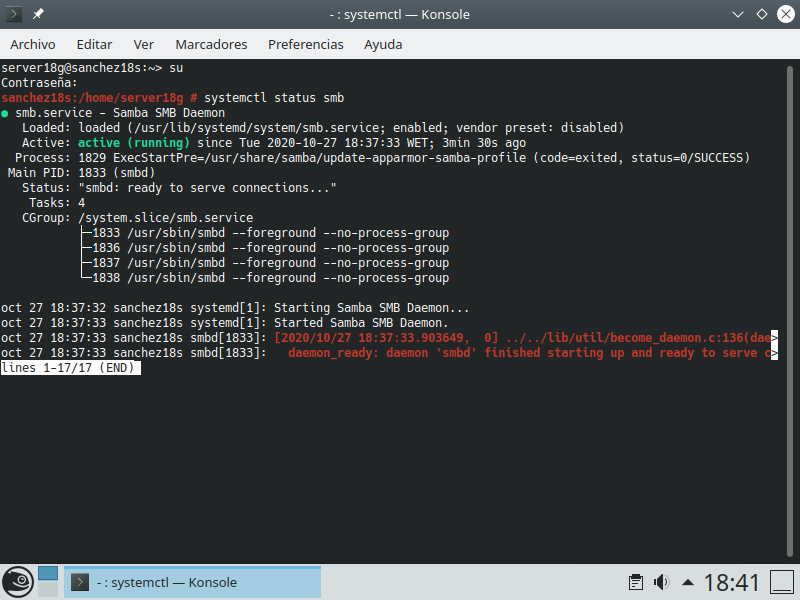 - : systemctl — Konsole
Archivo Editar Ver Marcadores Preferencias Ayuda
server18g@sanchez18s:~> su
Contraseña:
sanchez18s:/home/server18g # systemctl status smb
● smb.service - Samba SMB Daemon
   Loaded: loaded (/usr/lib/systemd/system/smb.service; enabled; vendor preset: disabled)
   Active: active (running) since Tue 2020-10-27 18:37:33 WET; 3min 30s ago
  Process: 1829 ExecStartPre=/usr/share/samba/update-apparmor-samba-profile (code=exited, status=0/SUCCESS)
 Main PID: 1833 (smbd)
   Status: "smbd: ready to serve connections..."
    Tasks: 4
   CGroup: /system.slice/smb.service
           ├─1833 /usr/sbin/smbd --foreground --no-process-group
           ├─1836 /usr/sbin/smbd --foreground --no-process-group
           ├─1837 /usr/sbin/smbd --foreground --no-process-group
           └─1838 /usr/sbin/smbd --foreground --no-process-group
oct 27 18:37:32 sanchez18s systemd[1]: Starting Samba SMB Daemon...
oct 27 18:37:33 sanchez18s systemd[1]: Started Samba SMB Daemon.
oct 27 18:37:33 sanchez18s smbd[1833]: [2020/10/27 18:37:33.903649,  0] ../../lib/util/become_daemon.c:136(dae>
oct 27 18:37:33 sanchez18s smbd[1833]:   daemon_ready: daemon 'smbd' finished starting up and ready to serve c>
lines 1-17/17 (END)
- : systemctl — Konsole
18:41